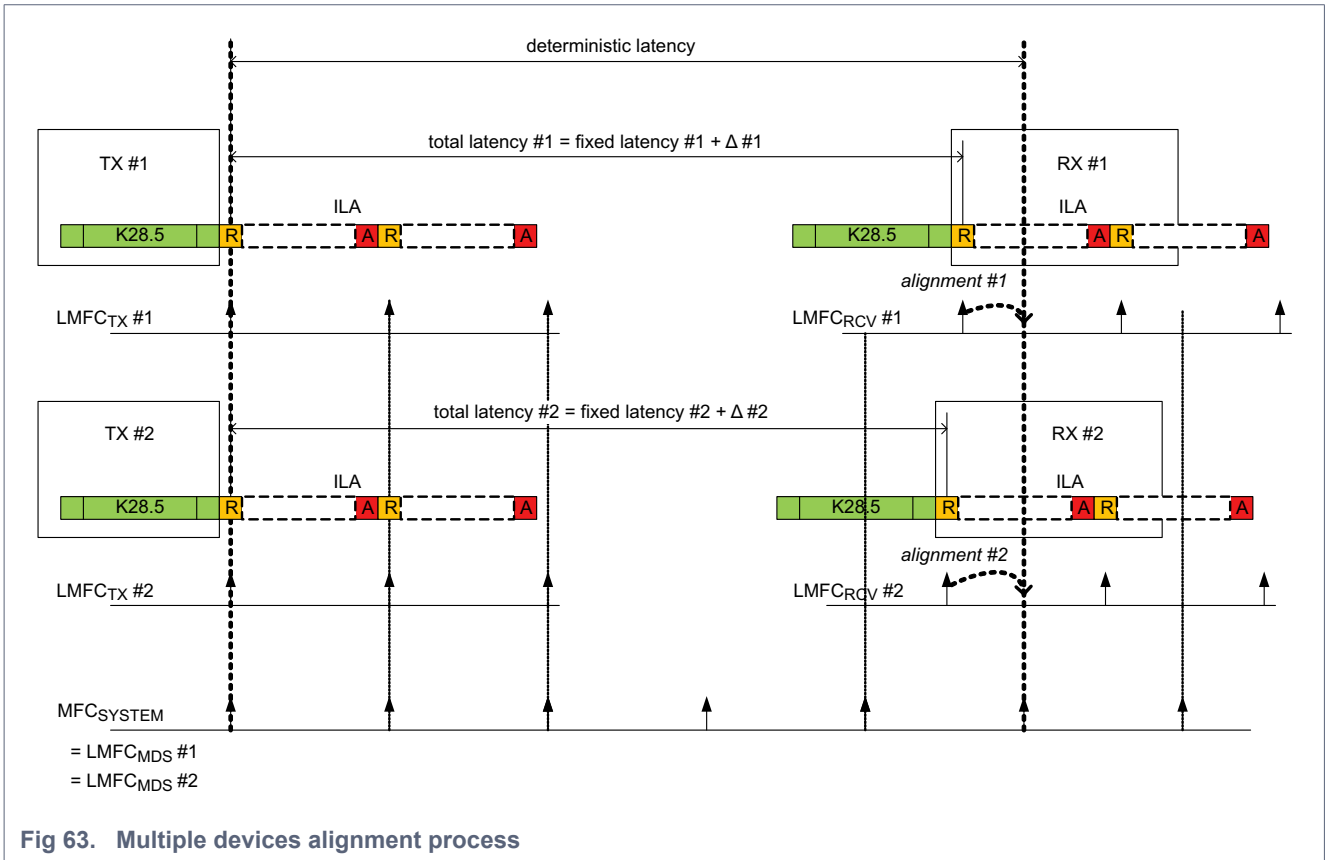 deterministic latency
total latency #1 = fixed latency #1 + Δ #1
TX #1
RX #1
ILA
ILA
K28.5 R A R A
K28.5 R A R A
alignment #1
LMFCTX #1
LMFCRCV #1
total latency #2 = fixed latency #2 + Δ #2
TX #2
RX #2
ILA
ILA
K28.5 R A R A
K28.5 R A R A
alignment #2
LMFCTX #2
LMFCRCV #2
MFCSYSTEM
= LMFCMDS #1
= LMFCMDS #2
Fig 63. Multiple devices alignment process